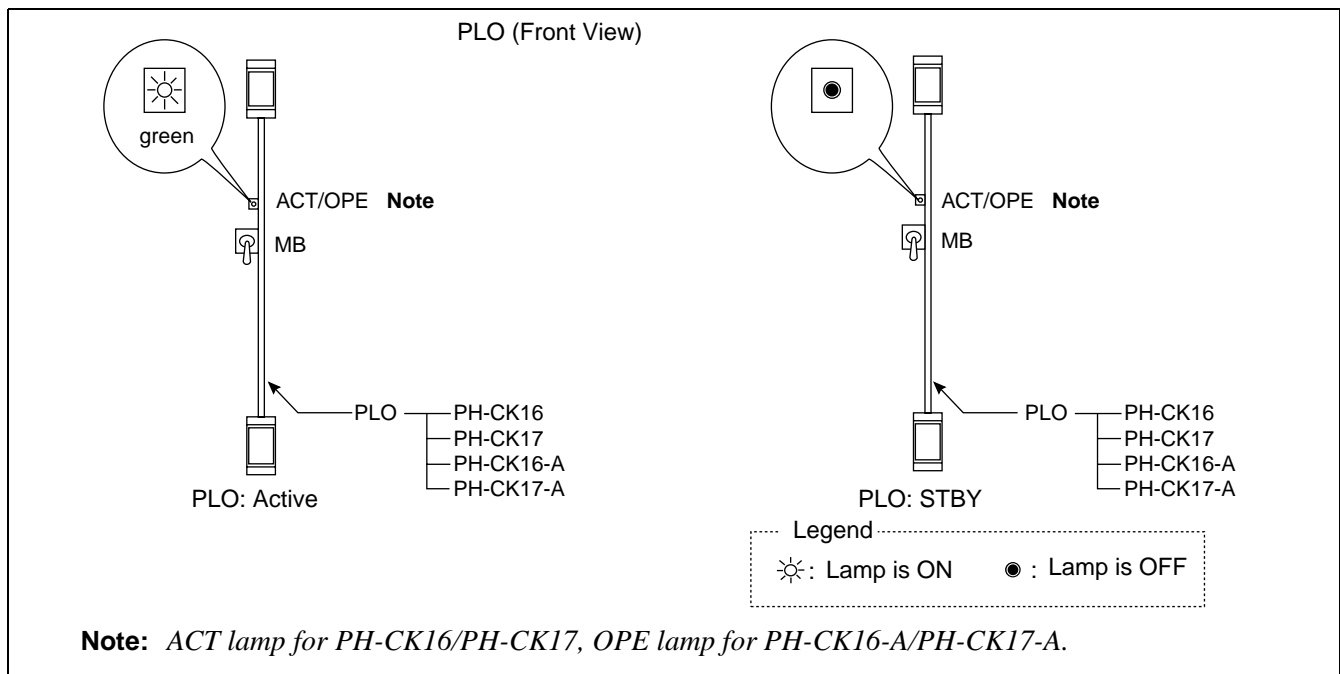 PLO (Front View)
green
ACT/OPE Note
MB
PLO
PH-CK16
PH-CK17
PH-CK16-A
PH-CK17-A
PLO: Active
ACT/OPE Note
MB
PLO
PH-CK16
PH-CK17
PH-CK16-A
PH-CK17-A
PLO: STBY
Legend
: Lamp is ON : Lamp is OFF
Note: ACT lamp for PH-CK16/PH-CK17, OPE lamp for PH-CK16-A/PH-CK17-A.